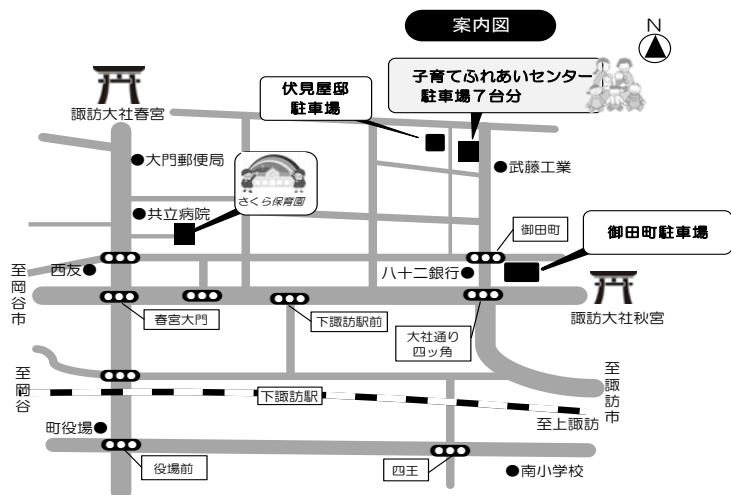 案内図
N
子育てふれあいセンター
駐車場7台分
伏見屋邸
駐車場
諏訪大社春宮
大門郵便局
武藤工業
さくら保育園
共立病院
御田町
御田町駐車場
西友
八十二銀行
至岡谷市
春宮大門
下諏訪駅前
大社通り
四ッ角
諏訪大社秋宮
至岡谷
下諏訪駅
至諏訪市
至上諏訪
町役場
役場前
四王
南小学校